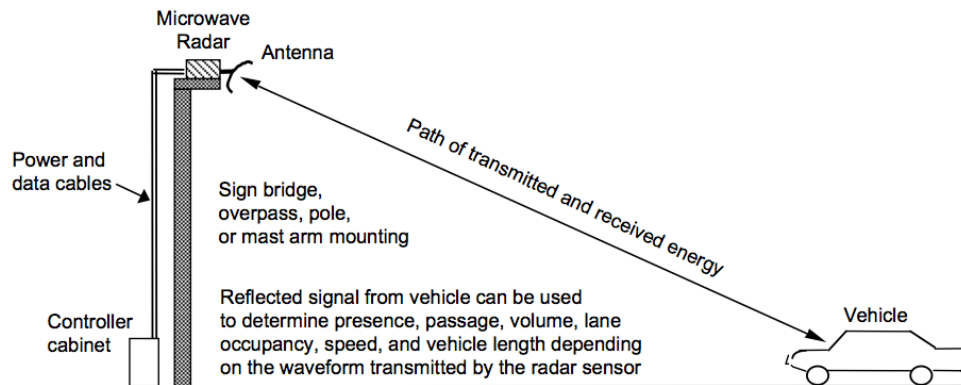 Microwave
Radar
Antenna
Path of transmitted and received energy
Power and
data cables
Sign bridge,
overpass, pole,
or mast arm mounting
Reflected signal from vehicle can be used
to determine presence, passage, volume, lane
occupancy, speed, and vehicle length depending
on the waveform transmitted by the radar sensor
Controller
cabinet
Vehicle